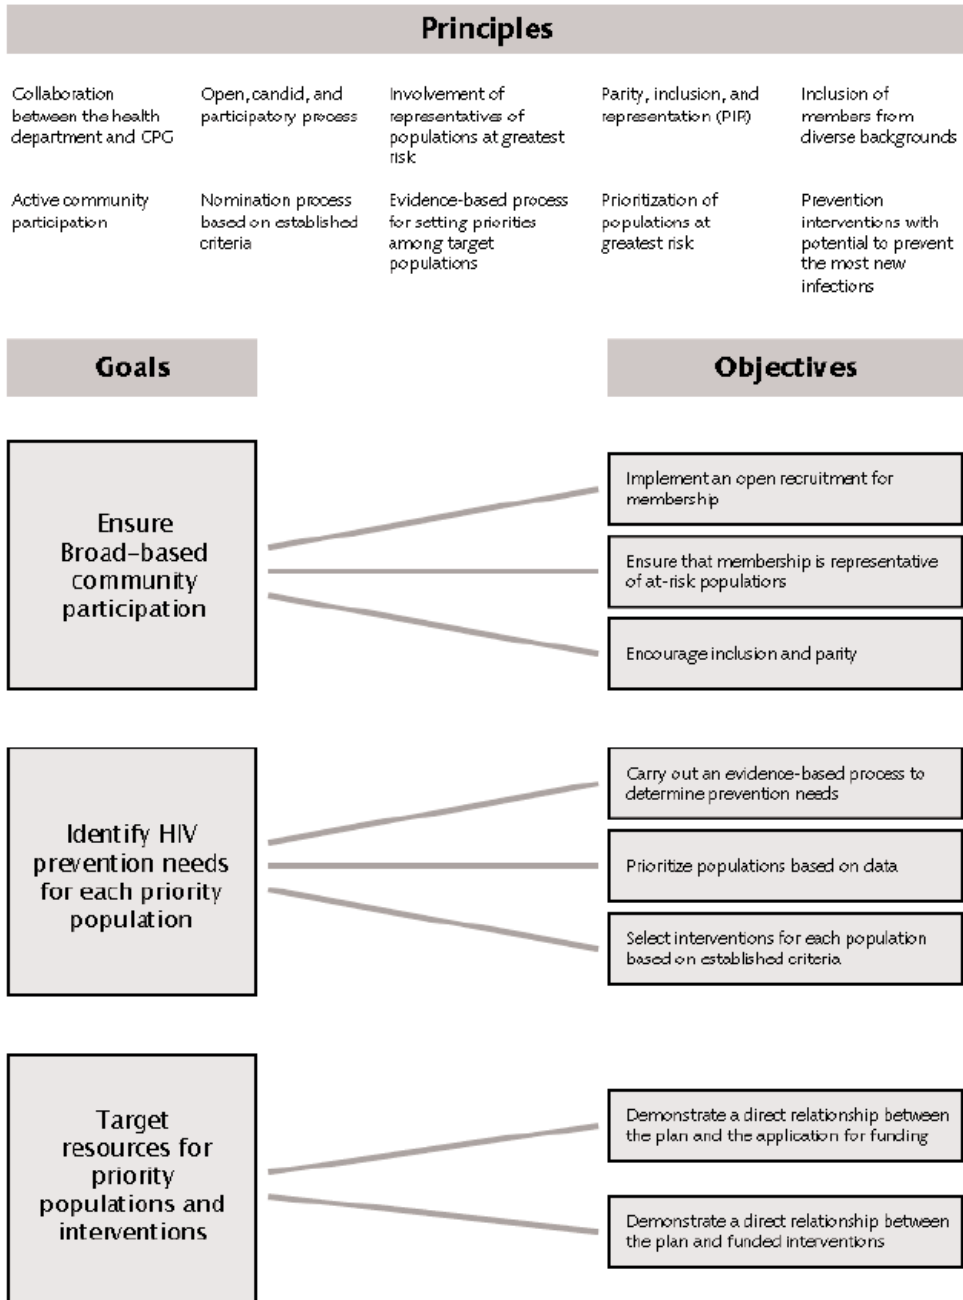 Principles
Collaboration
between the health
department and CPG
Open, candid, and
participatory process
Involvement of
representatives of
populations at greatest
risk
Parity, inclusion, and
representation (PIR)
Inclusion of
members from
diverse backgrounds
Active community
participation
Nomination process
based on established
criteria
Evidence-based process
for setting priorities
among target
populations
Prioritization of
populations at
greatest risk
Prevention
interventions with
potential to prevent
the most new
infections
Goals
Objectives
Ensure
Broad-based
community
participation
Implement an open recruitment for
membership
Ensure that membership is representative
of at-risk populations
Encourage inclusion and parity
Identify HIV
prevention needs
for each priority
population
Carry out an evidence-based process to
determine prevention needs
Prioritize populations based on data
Select interventions for each population
based on established criteria
Target
resources for
priority
populations and
interventions
Demonstrate a direct relationship between
the plan and the application for funding
Demonstrate a direct relationship between
the plan and funded interventions